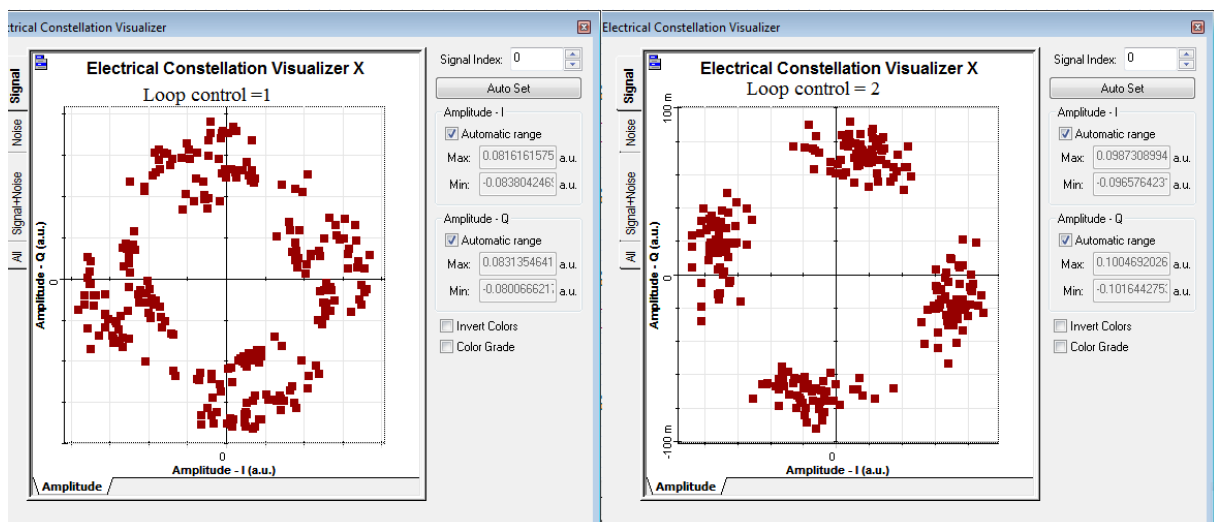 ctrical Constellation Visualizer
Signal
Noise
Signal+Noise
All
Electrical Constellation Visualizer X
Loop control =1
Amplitude - Q (a.u.)
0
0
Amplitude - I (a.u.)
Amplitude
Signal Index: 0
Auto Set
Amplitude - I
Automatic range
Max: 0.0816161575 a.u.
Min: a.u.
Amplitude - Q
Automatic range
Max: 0.0831354641 a.u.
Min: a.u.
Invert Colors
Color Grade
Electrical Constellation Visualizer
Signal
Noise
Signal+Noise
All
Electrical Constellation Visualizer X
Loop control = 2
100 m
Amplitude - Q (a.u.)
0
-100 m
0
Amplitude - I (a.u.)
Amplitude
Signal Index: 0
Auto Set
Amplitude - I
Automatic range
Max: 0.0987308994 a.u.
Min: a.u.
Amplitude - Q
Automatic range
Max: 0.1004692026 a.u.
Min: a.u.
Invert Colors
Color Grade